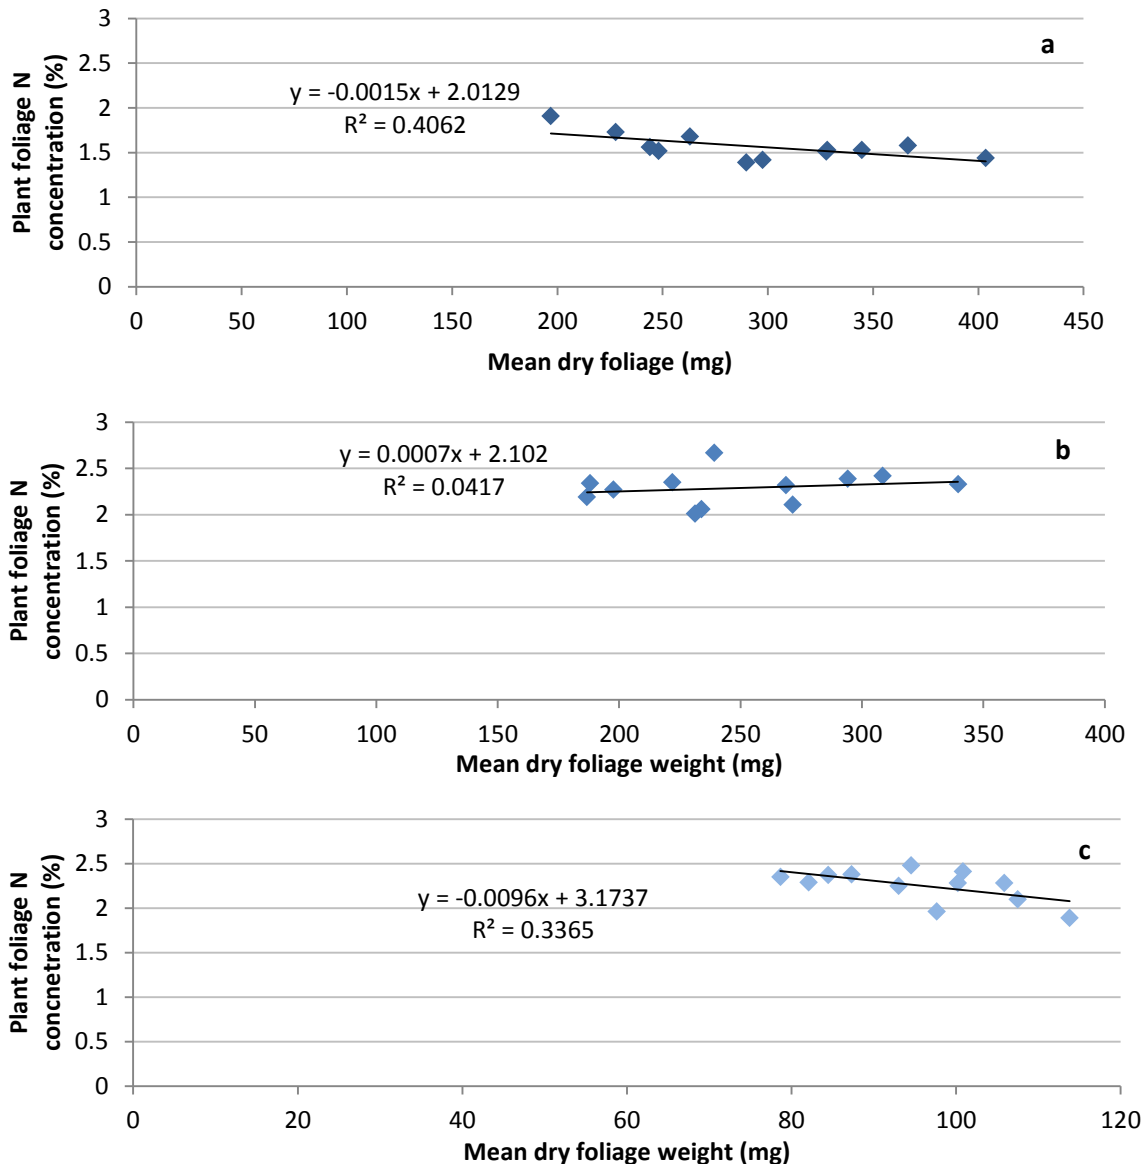 3
a
2.5
y = -0.0015x + 2.0129
2
R² = 0.4062
1.5
1
0.5
0
Plant foliage N
concentration (%)
0 50 100 150 200 250 300 350 400 450
Mean dry foliage (mg)
3
b
y = 0.0007x + 2.102
2.5
R² = 0.0417
2
1.5
1
0.5
0
Plant foliage N
concentration (%)
0 50 100 150 200 250 300 350 400
Mean dry foliage weight (mg)
3
c
2.5
2
y = -0.0096x + 3.1737
R² = 0.3365
1.5
1
0.5
0
Plant foliage N
concnetration (%)
0 20 40 60 80 100 120
Mean dry foliage weight (mg)